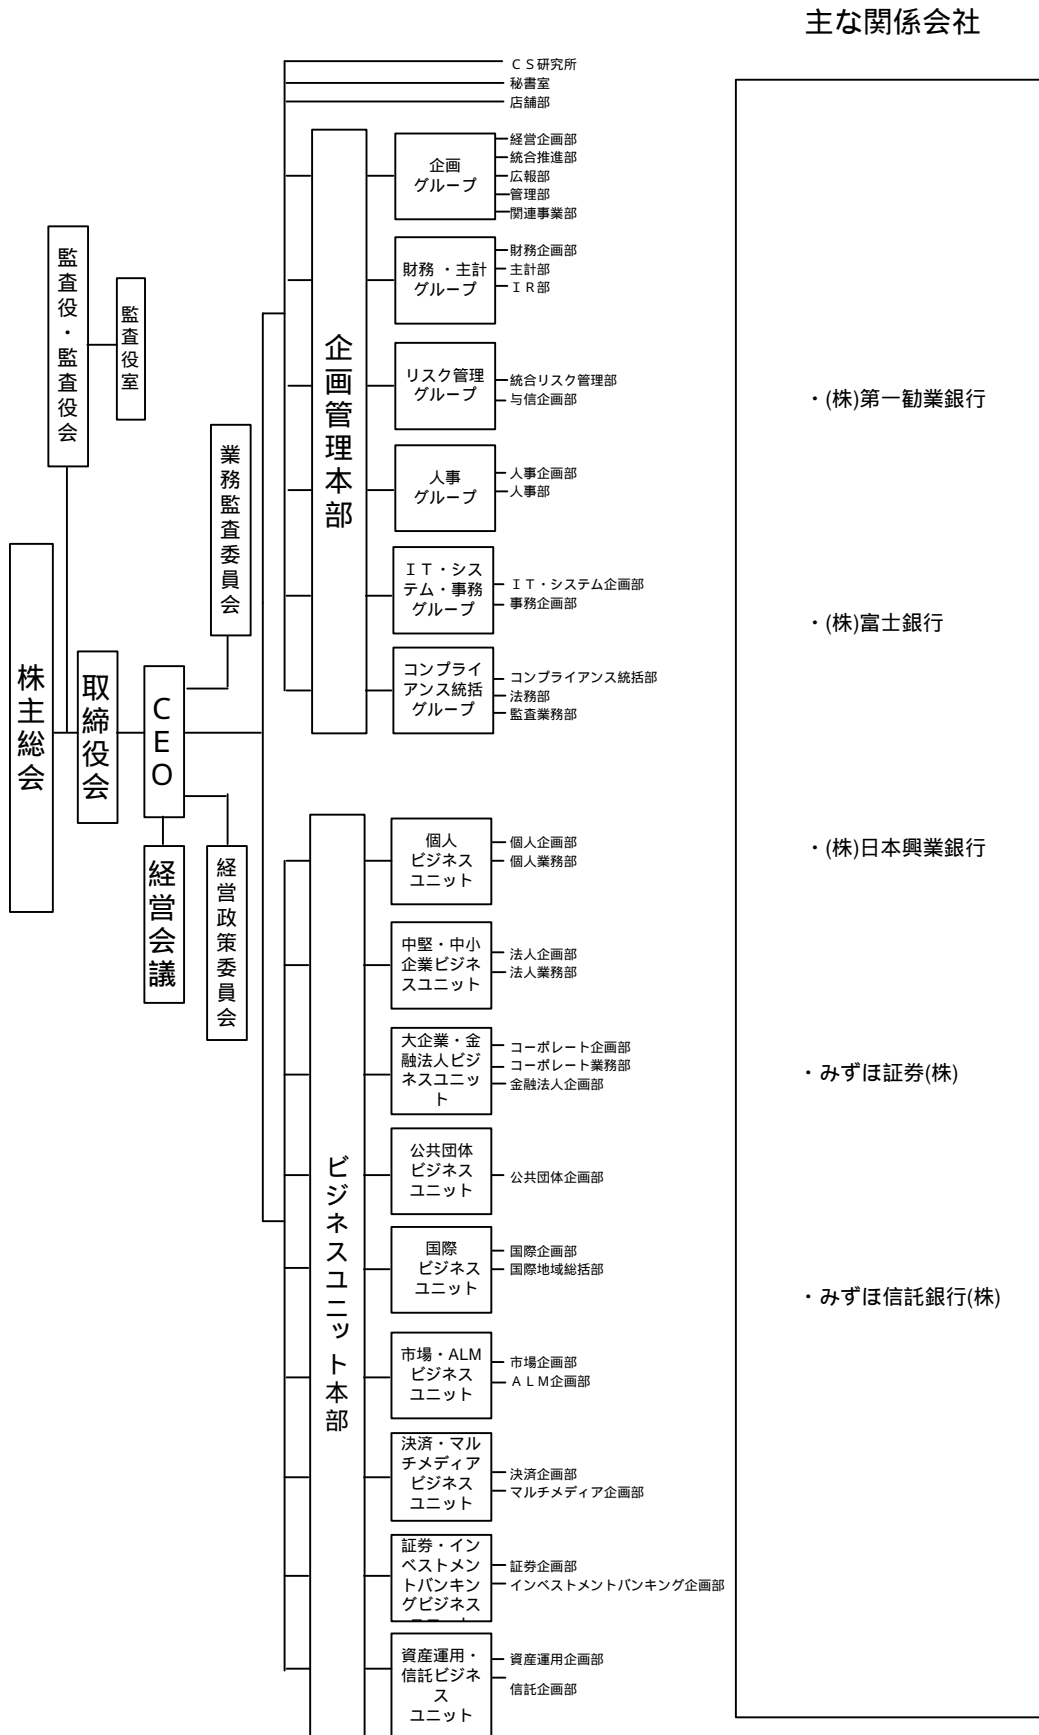 主な関係会社
ＣＳ研究所
秘書室
店舗部
株主総会
監査役・監査役会
監査役室
取締役会
CEO
業務監査委員会
経営会議
経営政策委員会
企画管理本部
企画
グループ
経営企画部
統合推進部
広報部
管理部
関連事業部
財務・主計
グループ
財務企画部
主計部
ＩＲ部
リスク管理
グループ
統合リスク管理部
与信企画部
人事
グループ
人事企画部
人事部
ＩＴ・シス
テム・事務
グループ
ＩＴ・システム企画部
事務企画部
コンプライ
アンス統括
グループ
コンプライアンス統括部
法務部
監査業務部
ビジネスユニット本部
個人
ビジネス
ユニット
個人企画部
個人業務部
中堅・中小
企業ビジネ
スユニット
法人企画部
法人業務部
大企業・金
融法人ビジ
ネスユニッ
ト
コーポレート企画部
コーポレート業務部
金融法人企画部
公共団体
ビジネス
ユニット
公共団体企画部
国際
ビジネス
ユニット
国際企画部
国際地域総括部
市場・ALM
ビジネス
ユニット
市場企画部
ＡＬＭ企画部
決済・マル
チメディア
ビジネス
ユニット
決済企画部
マルチメディア企画部
証券・イン
ベストメン
トバンキン
グビジネス
証券企画部
インベストメントバンキング企画部
資産運用・
信託ビジネ
ス
ユニット
資産運用企画部
信託企画部
・(株)第一勧業銀行
・(株)富士銀行
・(株)日本興業銀行
・みずほ証券(株)
・みずほ信託銀行(株)